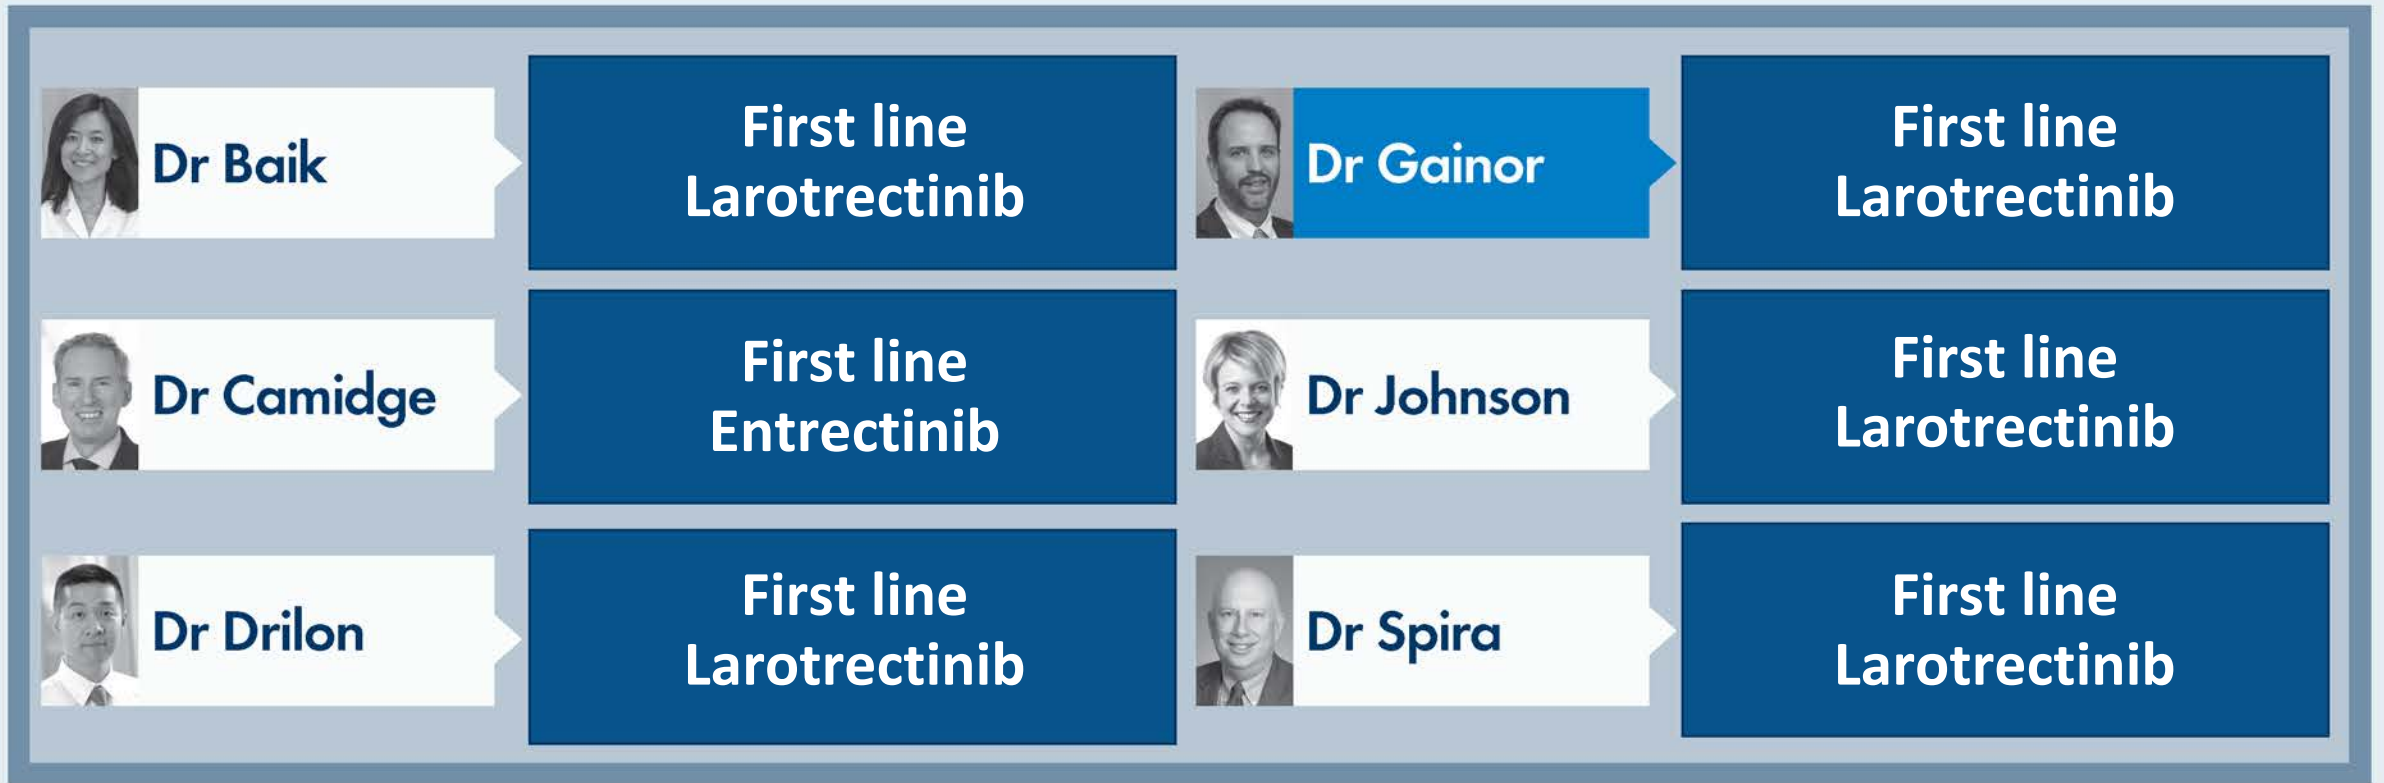 Dr Baik
First line
Larotrectinib
Dr Gainor
First line
Larotrectinib
Dr Camidge
First line
Entrectinib
Dr Johnson
First line
Larotrectinib
Dr Drilon
First line
Larotrectinib
Dr Spira
First line
Larotrectinib